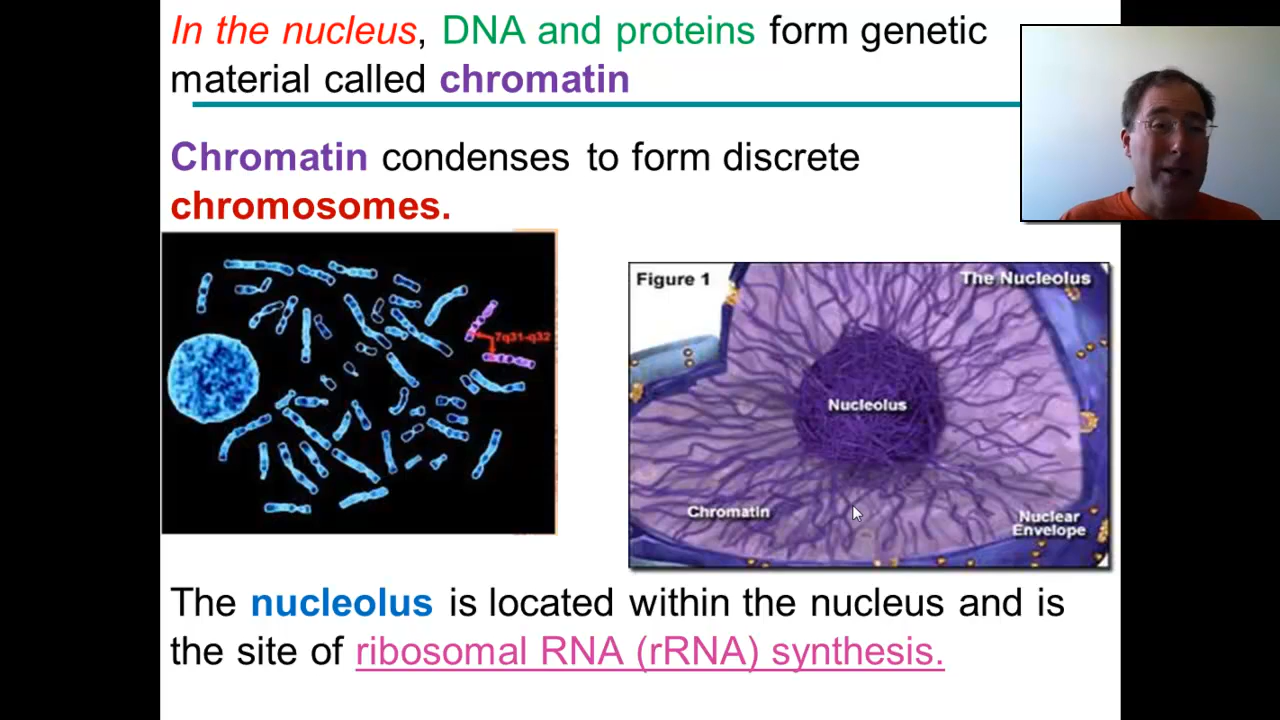 In the nucleus, DNA and proteins form genetic
material called chromatin
Chromatin condenses to form discrete
chromosomes.
7q31-q32
Figure 1
The Nucleolus
Nucleolus
Chromatin
Nuclear
Envelope
The nucleolus is located within the nucleus and is
the site of ribosomal RNA (rRNA) synthesis.